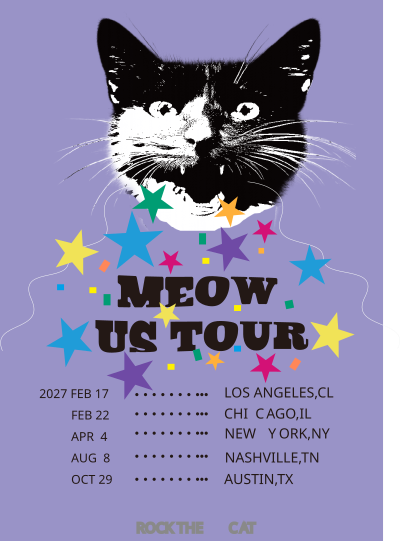 MEOW
US TOUR
2027 FEB 17 ・・・・・・・••• LOS ANGELES,CL
FEB 22 ・・・・・・・••• CHI CAGO,IL
APR 4 ・・・・・・・••• NEW YORK,NY
AUG 8 ・・・・・・・••• NASHVILLE,TN
OCT 29 ・・・・・・・••• AUSTIN,TX
ROCK THE CAT